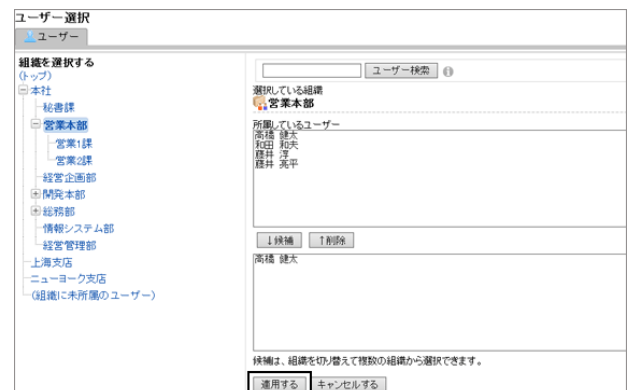 ユーザー選択
ユーザー
組織を選択する
(トップ)
本社
秘書課
営業本部
営業1課
営業2課
経営企画部
開発本部
総務部
情報システム部
経営管理部
上海支店
ニューヨーク支店
(組織に未所属のユーザー)
ユーザー検索
選択している組織
営業本部
所属しているユーザー
高橋 健太
和田 和夫
藤井 淳
藤井 亮平
↓候補 ↑削除
高橋 健太
候補は、組織を切り替えて複数の組織から選択できます。
適用する キャンセルする